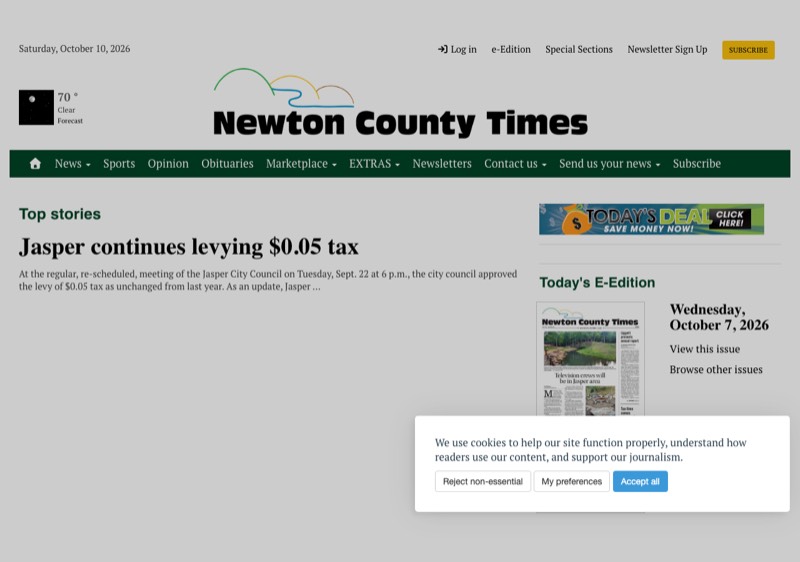 Saturday, October 10, 2026
Log in
e-Edition
Special Sections
Newsletter Sign Up
SUBSCRIBE
70 °
Clear
Forecast
Newton County Times
News
Sports
Opinion
Obituaries
Marketplace
EXTRAS
Newsletters
Contact us
Send us your news
Subscribe
Top stories
Jasper continues levying $0.05 tax
At the regular, re-scheduled, meeting of the Jasper City Council on Tuesday, Sept. 22 at 6 p.m., the city council approved
the levy of $0.05 tax as unchanged from last year. As an update, Jasper ...
TODAY'S DEAL
SAVE MONEY NOW!
CLICK
HERE!
Today's E-Edition
Newton County Times
Television crews will
be in Jasper area
Wednesday,
October 7, 2026
View this issue
Browse other issues
We use cookies to help our site function properly, understand how
readers use our content, and support our journalism.
Reject non-essential
My preferences
Accept all